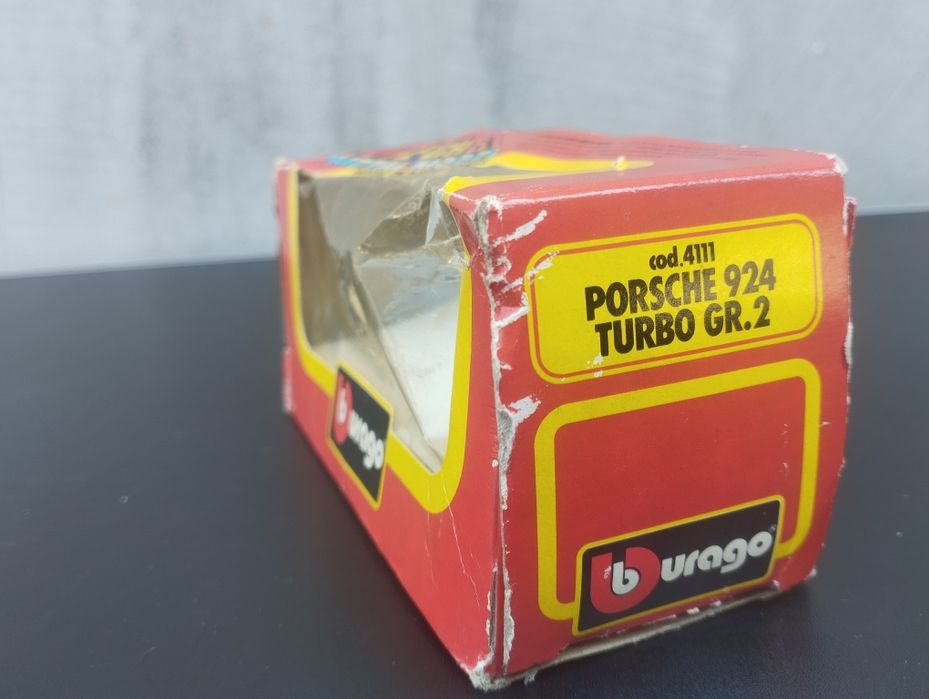 cod.4111
PORSCHE 924
TURBO GR.2
burago
burago